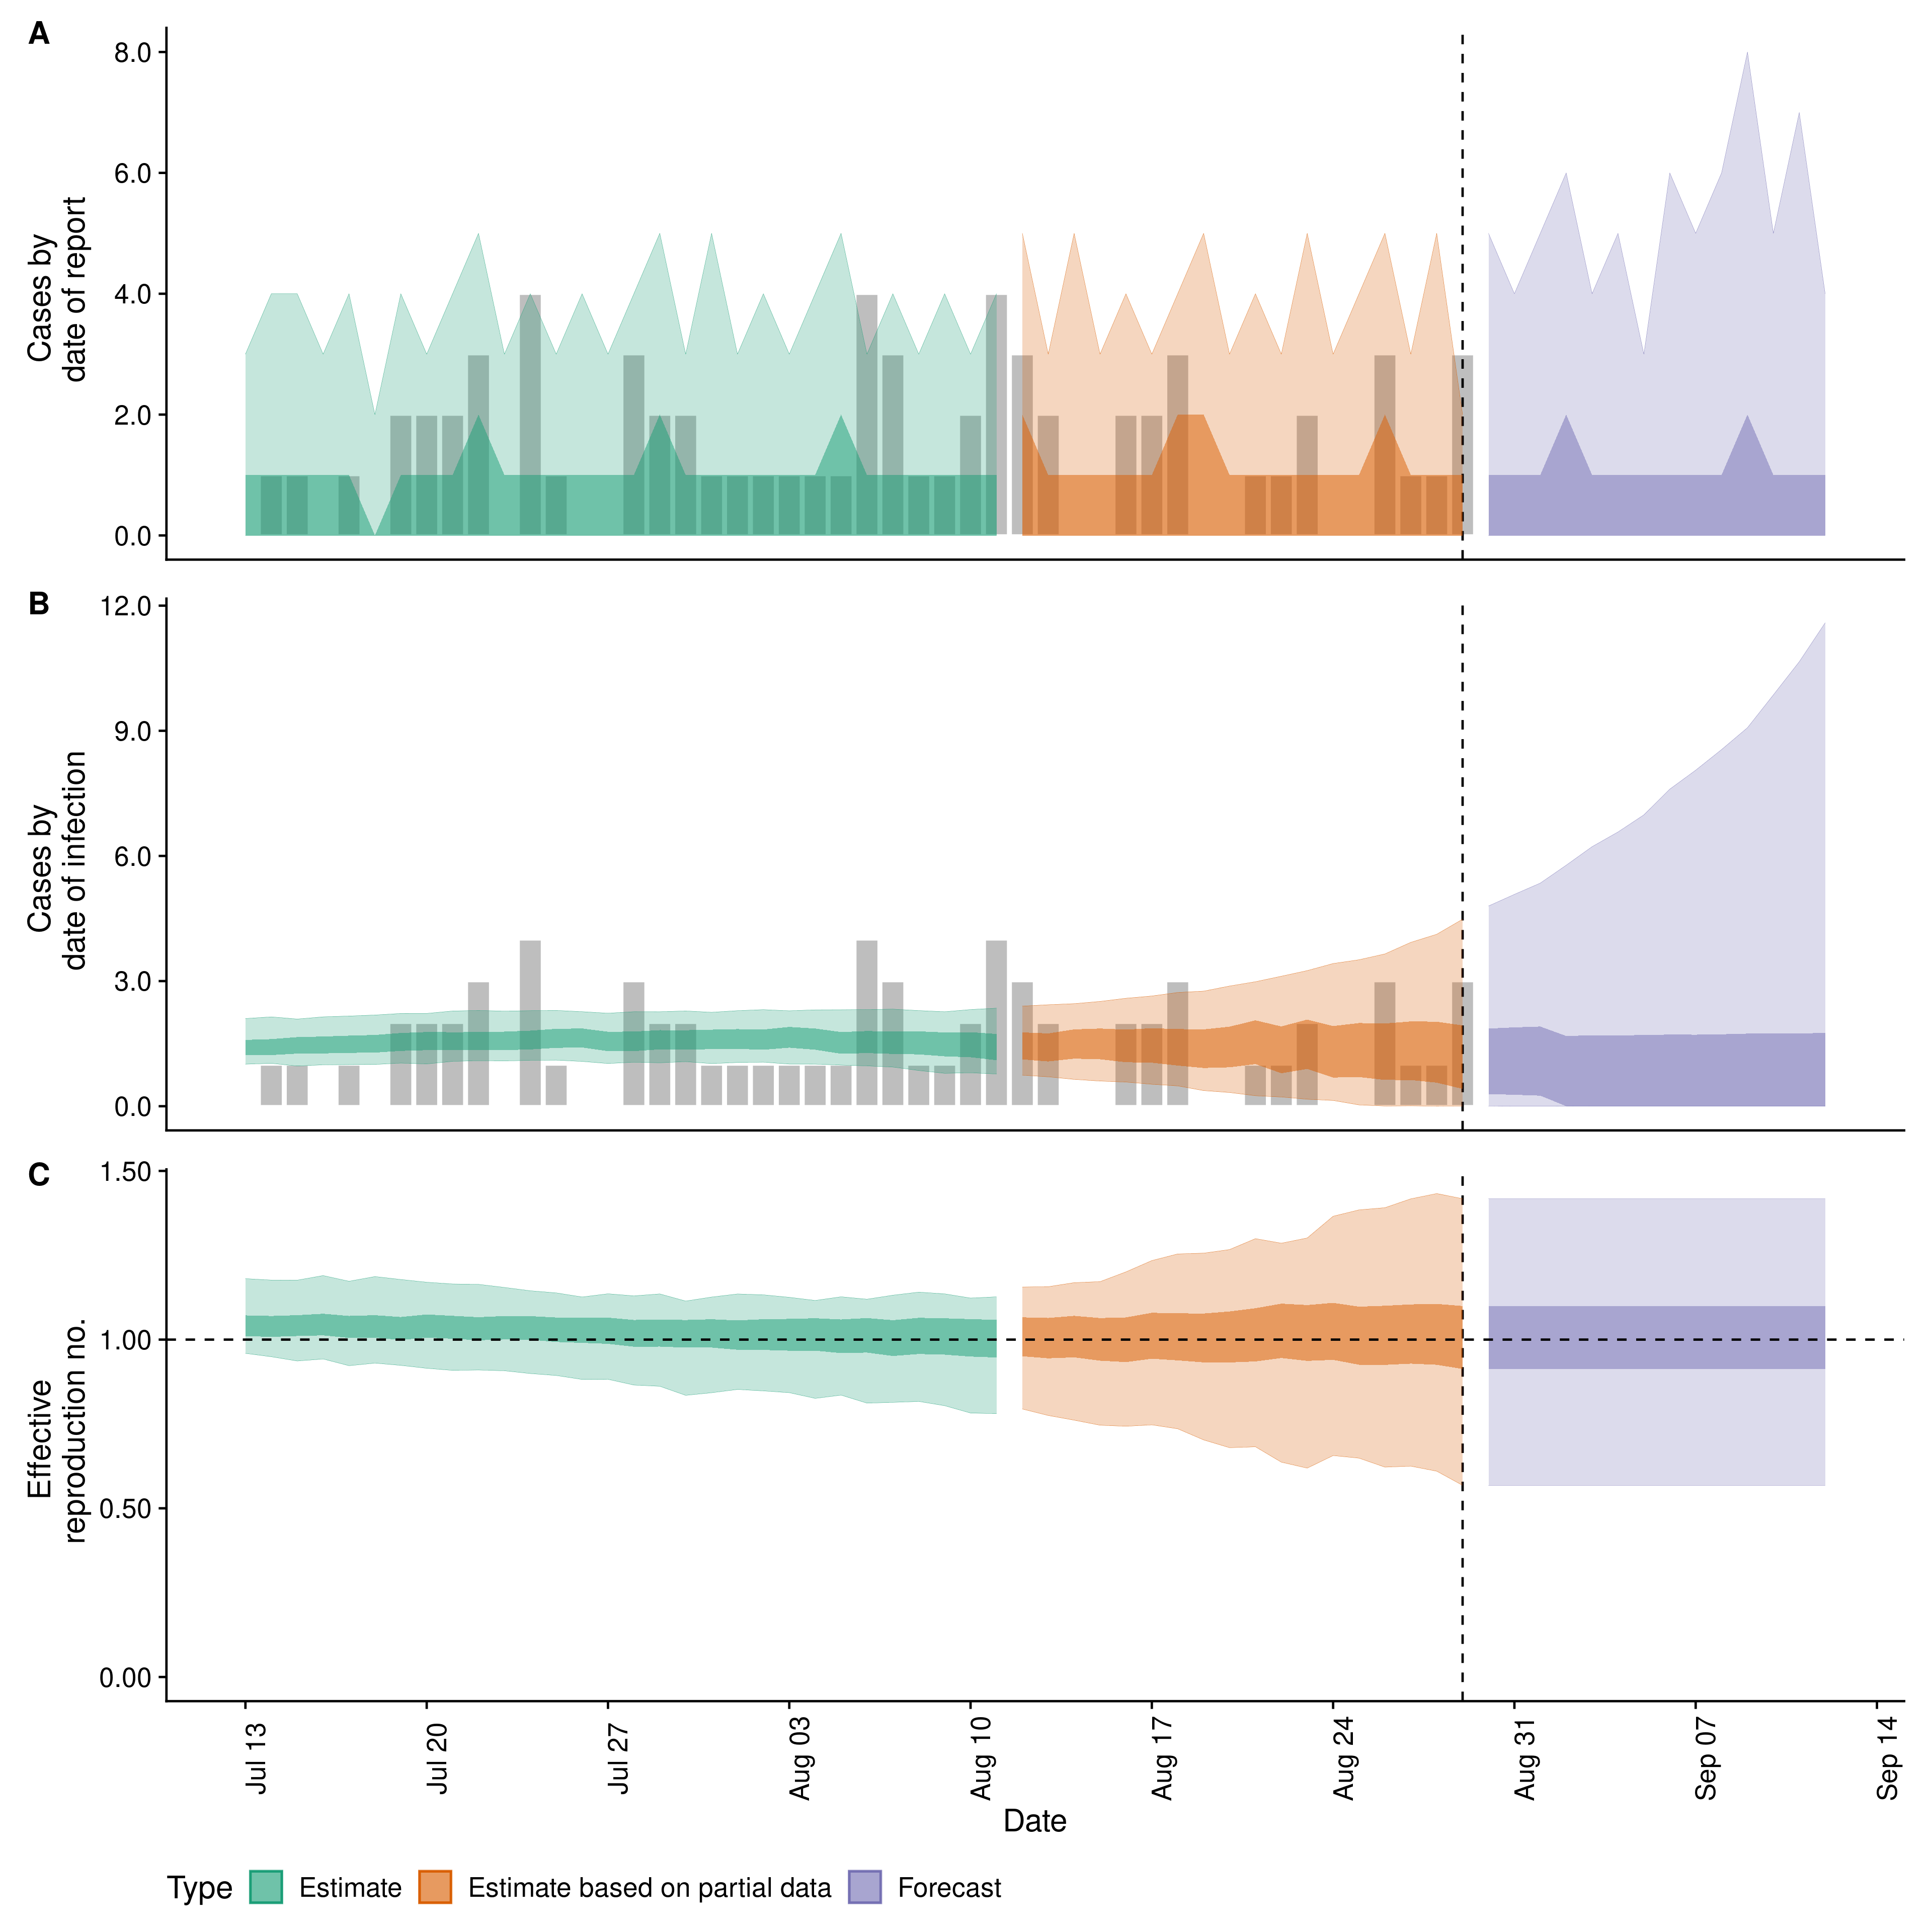 A
8.0
6.0
4.0
2.0
0.0
Cases by
date of report
B
12.0
9.0
6.0
3.0
0.0
Cases by
date of infection
C
1.50
1.00
0.50
0.00
Effective
reproduction no.
Jul 13
Jul 20
Jul 27
Aug 03
Aug 10
Aug 17
Aug 24
Aug 31
Sep 07
Sep 14
Date
Type
Estimate
Estimate based on partial data
Forecast